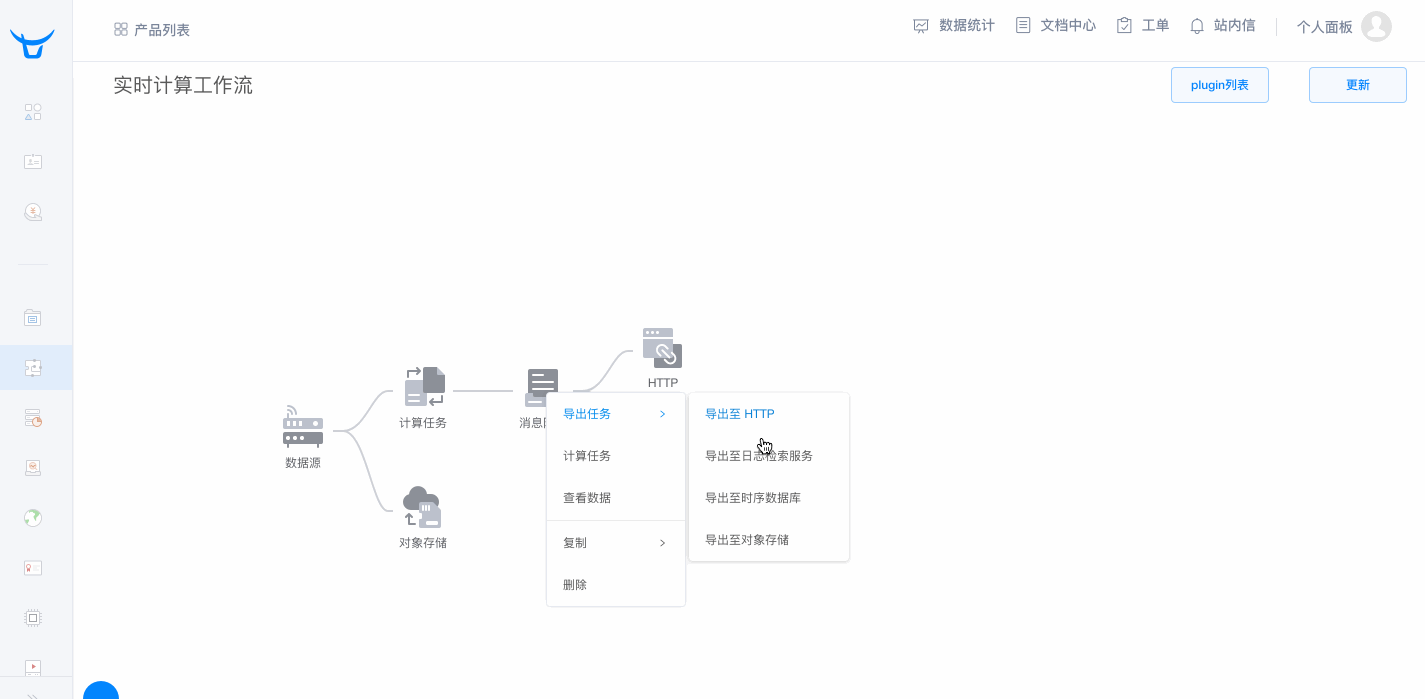 产品列表
数据统计
文档中心
工单
站内信
个人面板
实时计算工作流
plugin列表
更新
HTTP
计算任务
消息
数据源
对象存储
导出任务
计算任务
查看数据
复制
删除
导出至 HTTP
导出至日志检索服务
导出至时序数据库
导出至对象存储